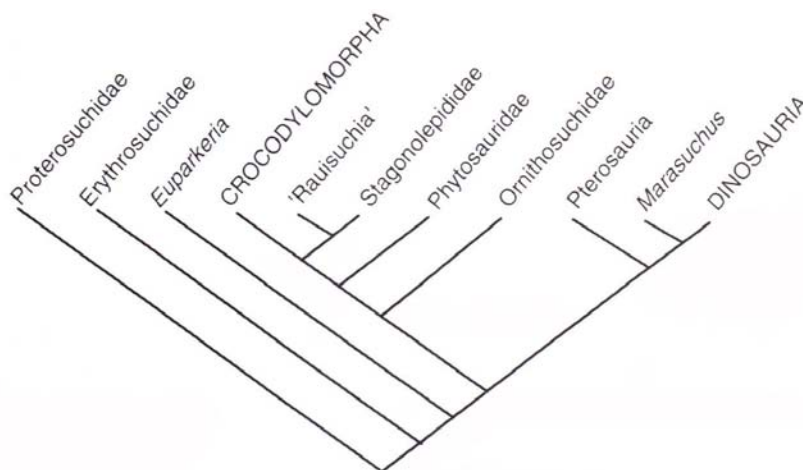 Proterosuchidae
Erythrosuchidae
Euparkeria
CROCODYLOMORPHA
'Rauisuchia'
Stagonolepididae
Phytosauridae
Ornithosuchidae
Pterosauria
Marasuchus
DINOSAURIA